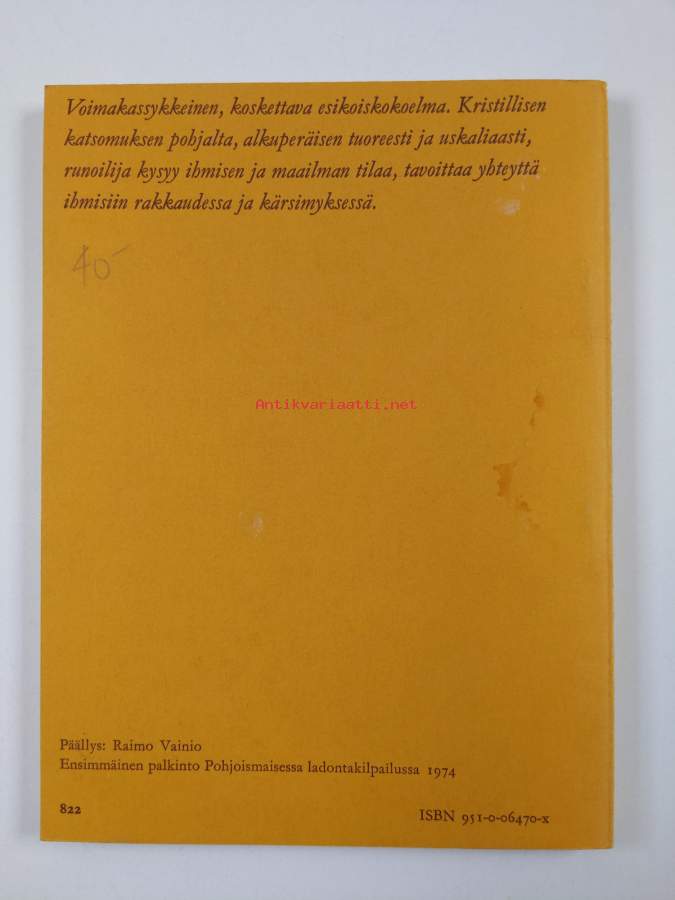 Voimakassykkeinen, koskettava esikoiskokoelma. Kristillisen
katsomuksen pohjalta, alkuperäisen tuoreesti ja uskaliaasti,
runoilija kysyy ihmisen ja maailman tilaa, tavoittaa yhteyttä
ihmisiin rakkaudessa ja kärsimyksessä.
40-
Antikvariaatti.net
Päällys: Raimo Vainio
Ensimmäinen palkinto Pohjoismaisessa ladontakilpailussa 1974
822 ISBN 951-0-06470-x